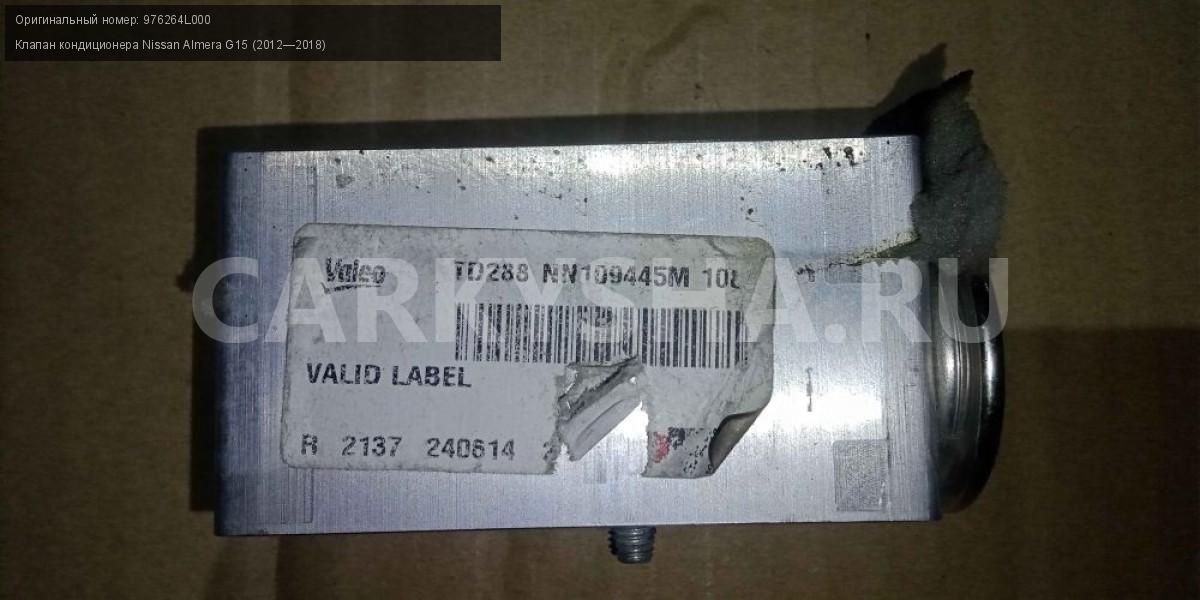 Оригинальный номер: 976264L000
Клапан кондиционера Nissan Almera G15 (2012—2018)
Valeo TD288 NN109445M
CARKYSHA.RU
VALID LABEL
R 2137 240614